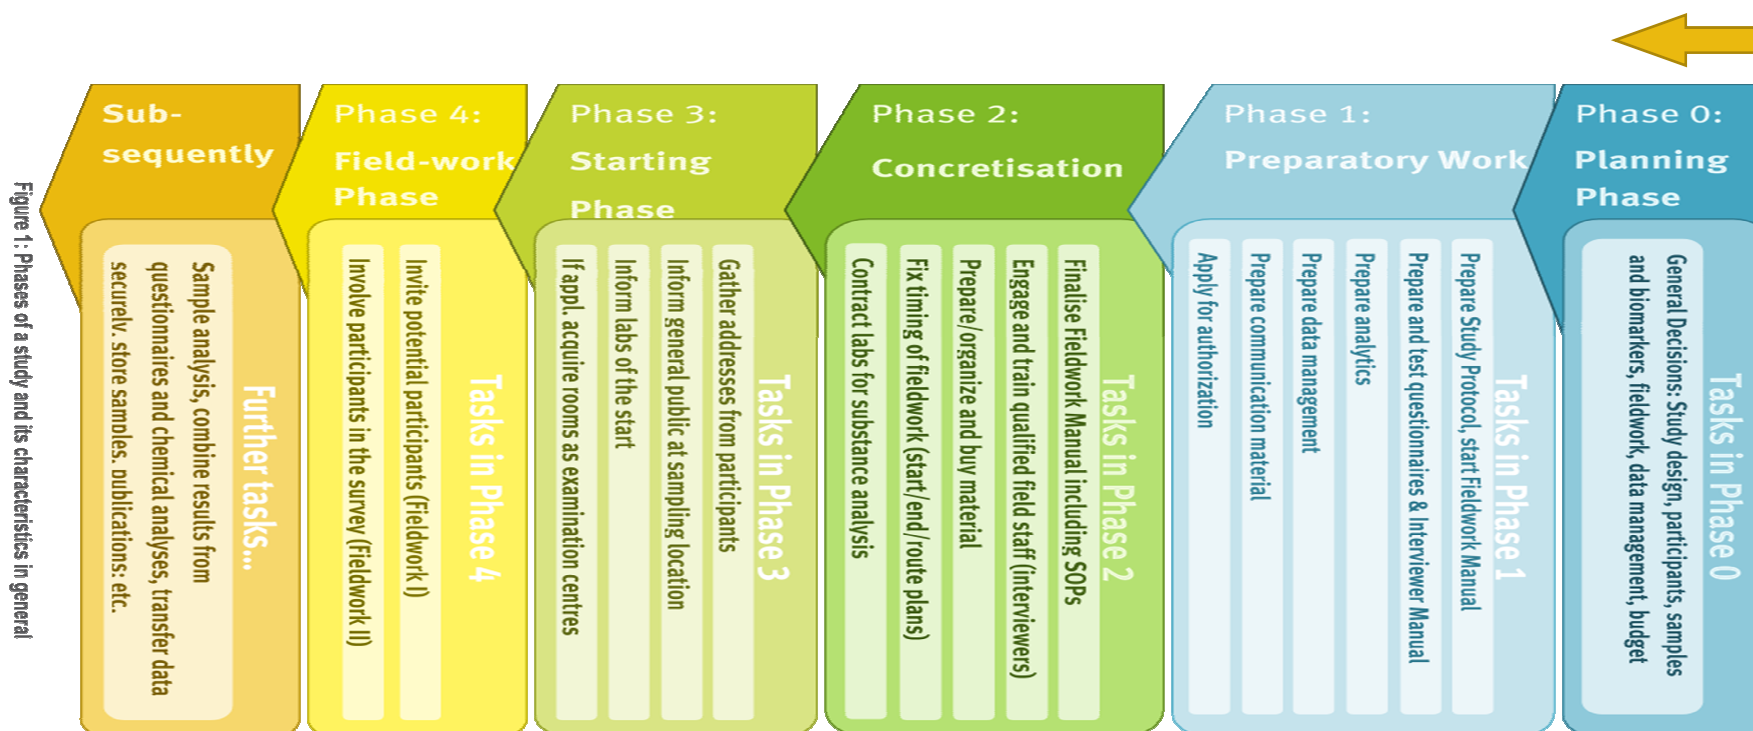 Phase 0:
Planning
Phase
Tasks in Phase 0
General Decisions: Study design, participants, samples
and biomarkers, fieldwork, data management, budget
Phase 1:
Preparatory Work
Tasks in Phase 1
Prepare Study Protocol, start Fieldwork Manual
Prepare and test questionnaires & Interviewer Manual
Prepare analytics
Prepare data management
Prepare communication material
Apply for authorization
Phase 2:
Concretisation
Tasks in Phase 2
Finalise Fieldwork Manual including SOPs
Engage and train qualified field staff (interviewers)
Prepare/organize and buy material
Fix timing of fieldwork (start/end/route plans)
Contract labs for substance analysis
Phase 3:
Starting
Phase
Tasks in Phase 3
Gather addresses from participants
Inform general public at sampling location
Inform labs of the start
If appl. acquire rooms as examination centres
Phase 4:
Field-work
Phase
Tasks in Phase 4
Invite potential participants (Fieldwork I)
Involve participants in the survey (Fieldwork II)
Sub-
sequently
Further tasks...
Sample analysis, combine results from
questionnaires and chemical analyses, transfer data
securely, store samples, publications; etc.
Figure 1: Phases of a study and its characteristics in general